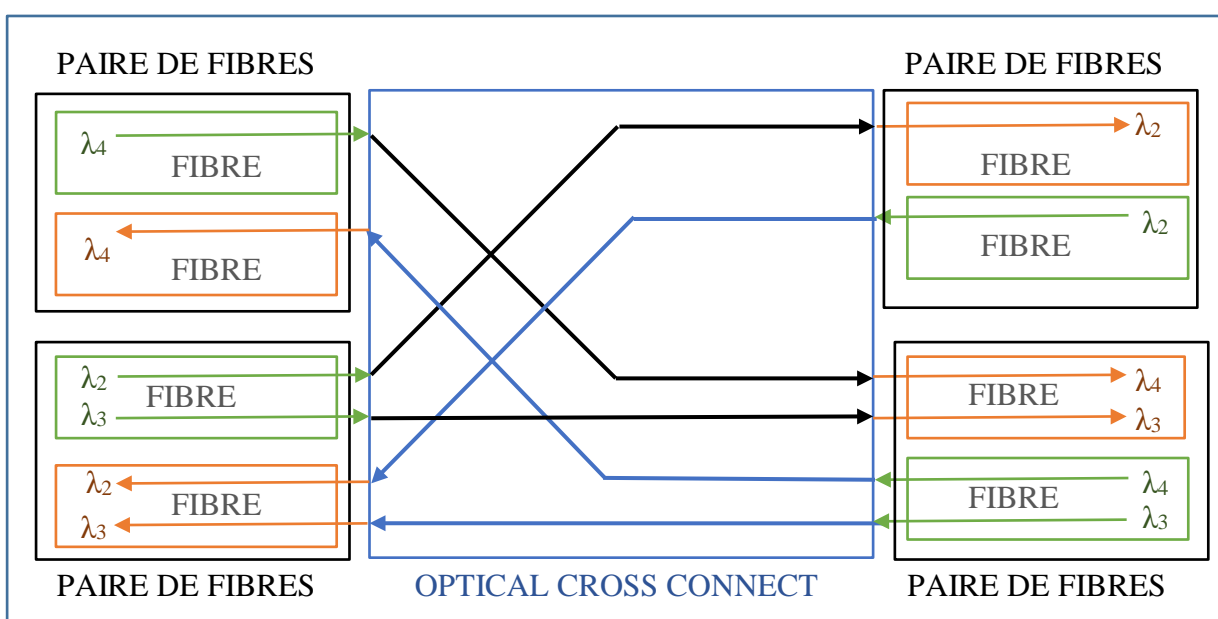 PAIRE DE FIBRES
PAIRE DE FIBRES
λ4
FIBRE
λ4
FIBRE
λ2
FIBRE
λ2
FIBRE
λ2
FIBRE
λ3
λ2
FIBRE
λ3
λ4
FIBRE
λ3
λ4
FIBRE
λ3
PAIRE DE FIBRES
OPTICAL CROSS CONNECT
PAIRE DE FIBRES